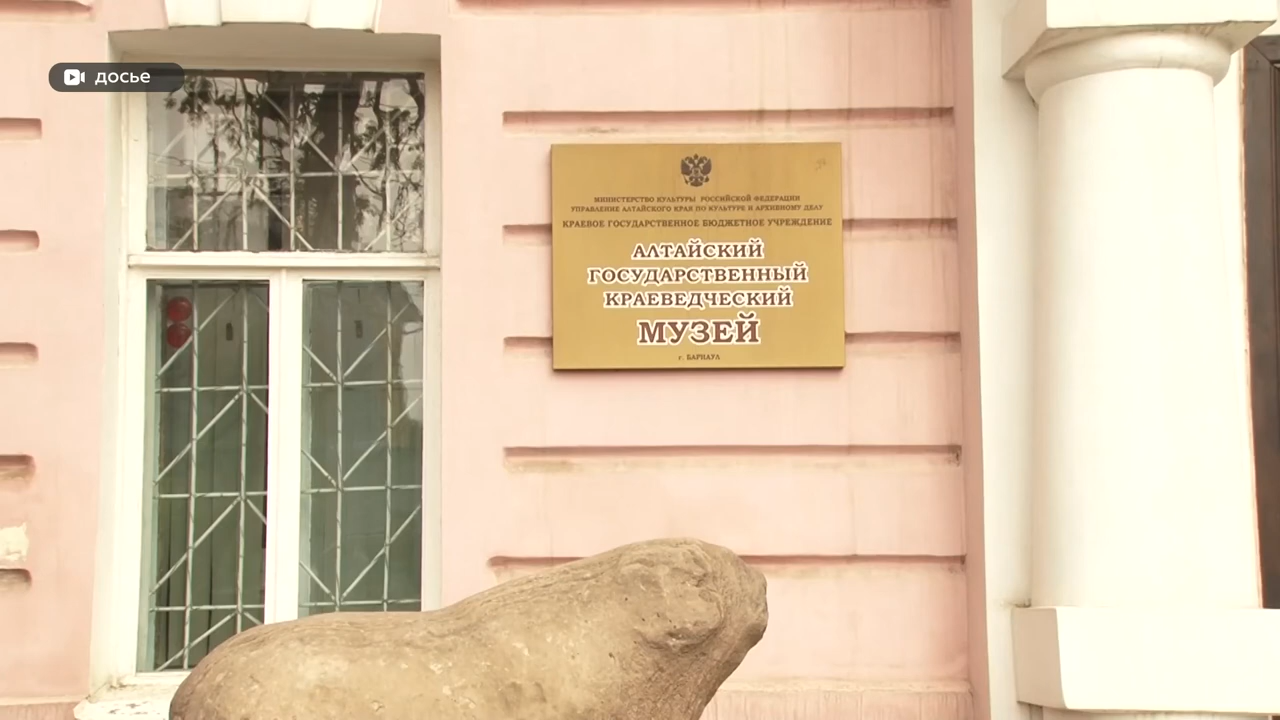 досье
МИНИСТЕРСТВО КУЛЬТУРЫ РОССИЙСКОЙ ФЕДЕРАЦИИ
УПРАВЛЕНИЕ АЛТАЙСКОГО КРАЯ ПО КУЛЬТУРЕ И АРХИВНОМУ ДЕЛУ
КРАЕВОЕ ГОСУДАРСТВЕННОЕ БЮДЖЕТНОЕ УЧРЕЖДЕНИЕ
АЛТАЙСКИЙ
ГОСУДАРСТВЕННЫЙ
КРАЕВЕДЧЕСКИЙ
МУЗЕЙ
г. БАРНАУЛ